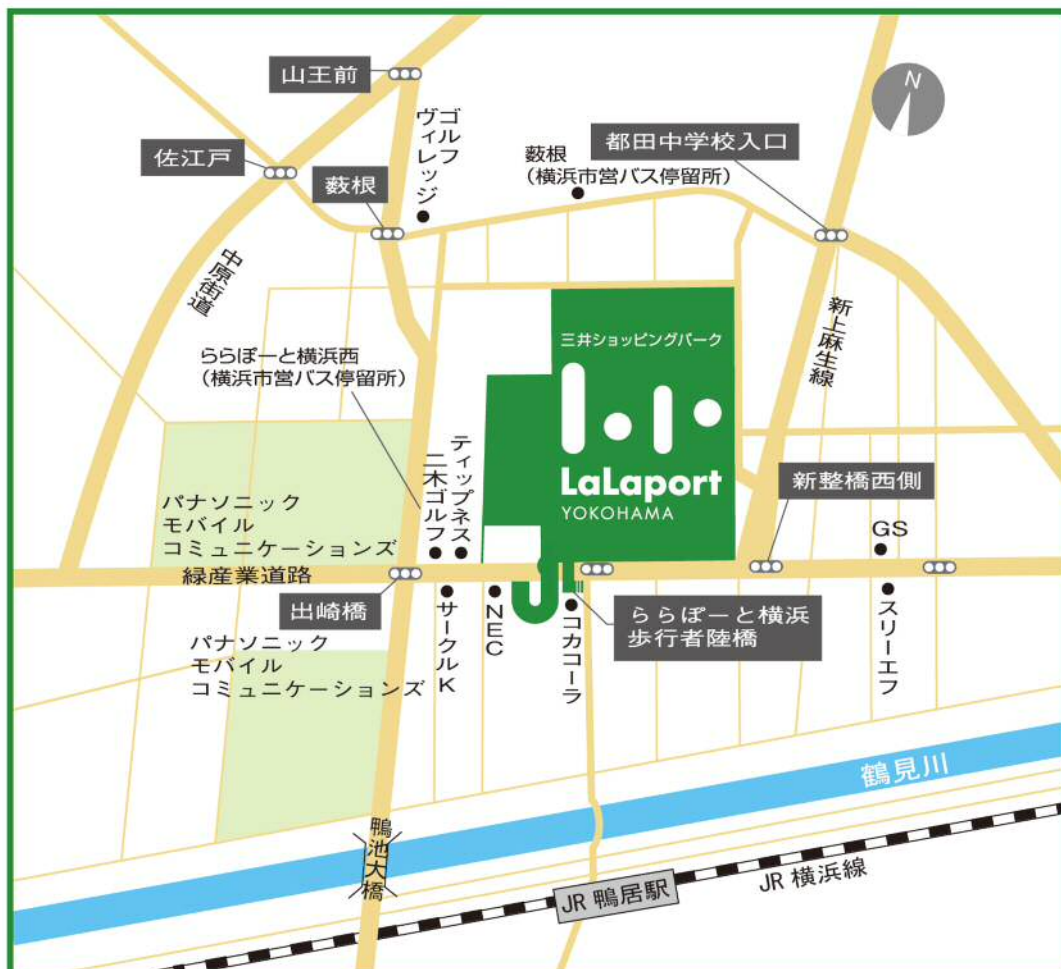 山王前
N
ゴルフ
ヴィレッジ
都田中学校入口
佐江戸
藪根
(横浜市営バス停留所)
藪根
中原街道
新上麻生線
三井ショッピングパーク
ららぽーと横浜西
(横浜市営バス停留所)
LaLaport
YOKOHAMA
ティップネス
二木ゴルフ
新整橋西側
パナソニック
モバイル
コミュニケーションズ
GS
緑産業道路
出崎橋
サークルK
NEC
コカコーラ
ららぽーと横浜
歩行者陸橋
スリーエフ
パナソニック
モバイル
コミュニケーションズ
鶴見川
鴨池大橋
JR 鴨居駅
JR 横浜線